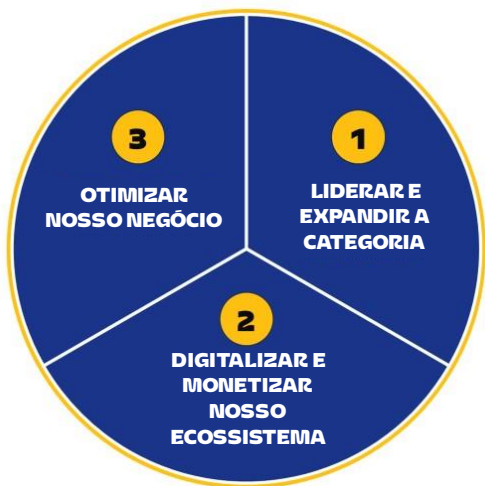 1
LIDERAR E
EXPANDIR A
CATEGORIA
2
DIGITALIZAR E
MONETIZAR
NOSSO
ECOSSISTEMA
3
OTIMIZAR
NOSSO NEGÓCIO